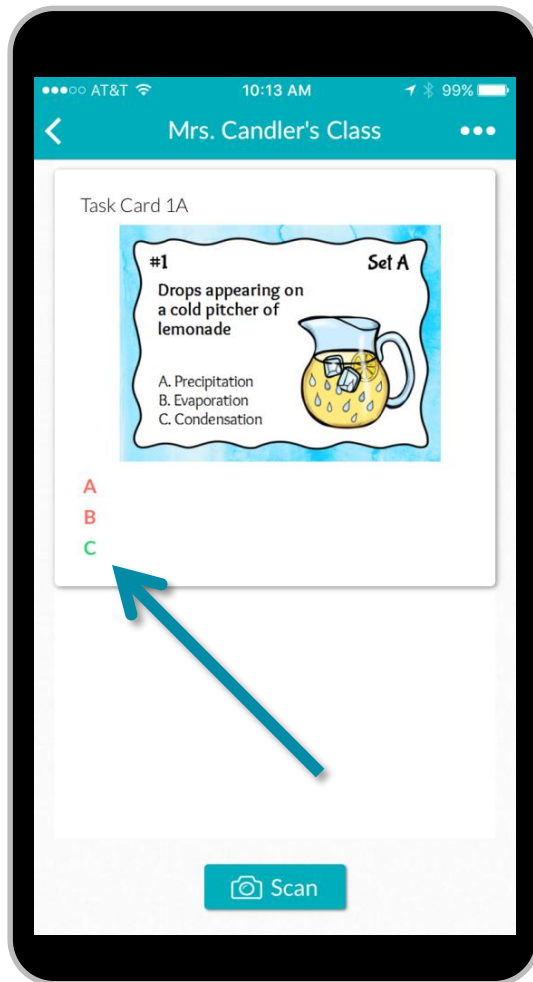 AT&T 10:13 AM 99%
Mrs. Candler's Class
Task Card 1A
#1 Set A
Drops appearing on
a cold pitcher of
lemonade
A. Precipitation
B. Evaporation
C. Condensation
A
B
C
Scan